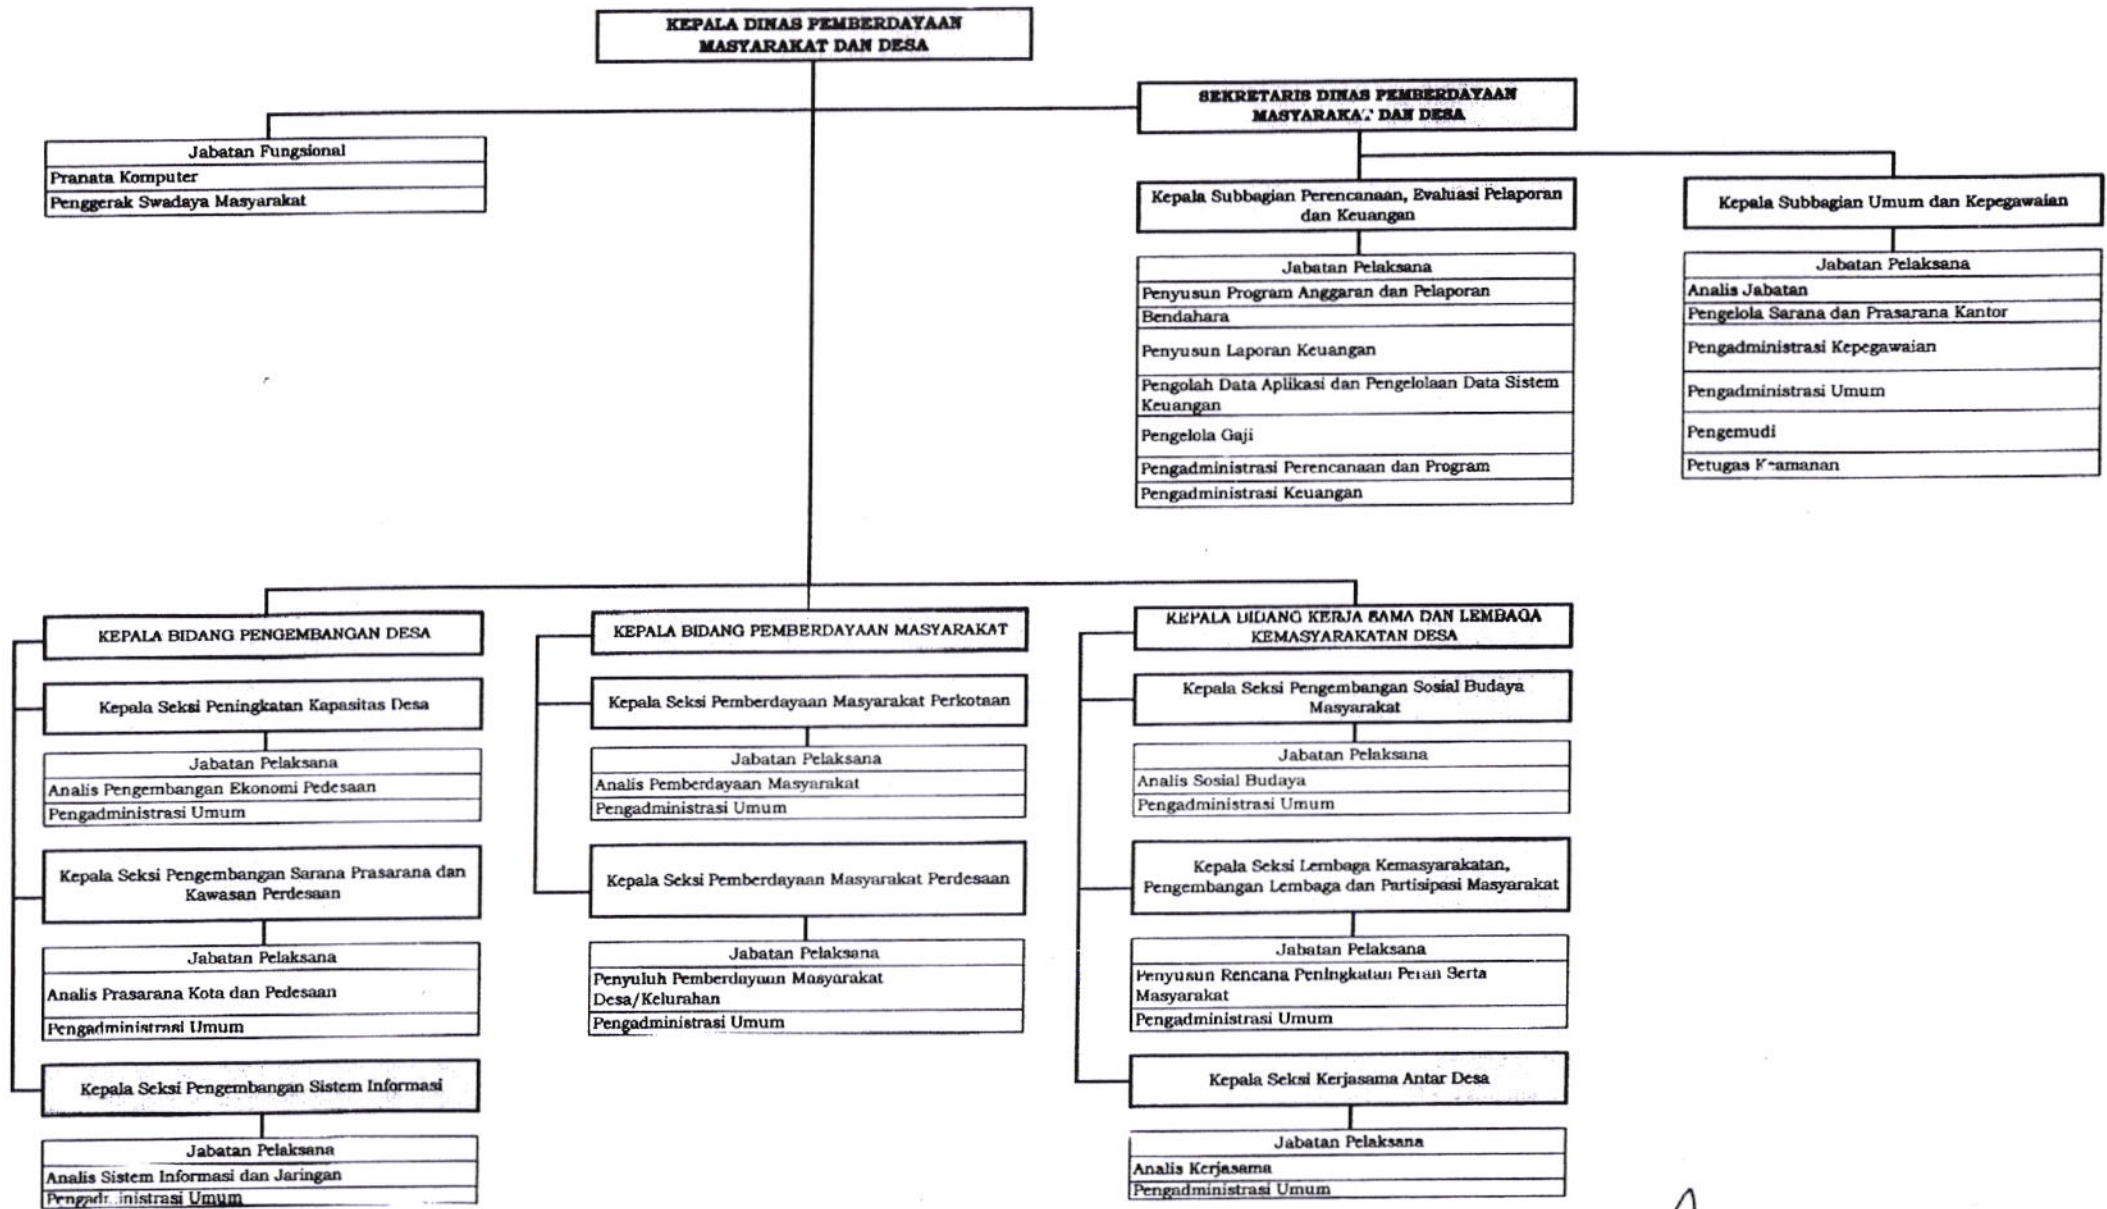 KEPALA DINAS PEMBERDAYAAN
MASYARAKAT DAN DESA
SEKRETARIS DINAS PEMBERDAYAAN
MASYARAKAT DAN DESA
Jabatan Fungsional
Pranata Komputer
Penggerak Swadaya Masyarakat
Kepala Subbagian Perencanaan, Evaluasi Pelaporan
dan Keuangan
Jabatan Pelaksana
Penyusun Program Anggaran dan Pelaporan
Bendahara
Penyusun Laporan Keuangan
Pengolah Data Aplikasi dan Pengelolaan Data Sistem
Keuangan
Pengelola Gaji
Pengadministrasi Perencanaan dan Program
Pengadministrasi Keuangan
Kepala Subbagian Umum dan Kepegawaian
Jabatan Pelaksana
Analis Jabatan
Pengelola Sarana dan Prasarana Kantor
Pengadministrasi Kepegawaian
Pengadministrasi Umum
Pengemudi
Petugas Keamanan
KEPALA BIDANG PENGEMBANGAN DESA
Kepala Seksi Peningkatan Kapasitas Desa
Jabatan Pelaksana
Analis Pengembangan Ekonomi Pedesaan
Pengadministrasi Umum
Kepala Seksi Pengembangan Sarana Prasarana dan
Kawasan Perdesaan
Jabatan Pelaksana
Analis Prasarana Kota dan Pedesaan
Pengadministrasi Umum
Kepala Seksi Pengembangan Sistem Informasi
Jabatan Pelaksana
Analis Sistem Informasi dan Jaringan
Pengadministrasi Umum
KEPALA BIDANG PEMBERDAYAAN MASYARAKAT
Kepala Seksi Pemberdayaan Masyarakat Perkotaan
Jabatan Pelaksana
Analis Pemberdayaan Masyarakat
Pengadministrasi Umum
Kepala Seksi Pemberdayaan Masyarakat Perdesaan
Jabatan Pelaksana
Penyuluh Pemberdayaan Masyarakat
Desa/Kelurahan
Pengadministrasi Umum
KEPALA BIDANG KERJA SAMA DAN LEMBAGA
KEMASYARAKATAN DESA
Kepala Seksi Pengembangan Sosial Budaya
Masyarakat
Jabatan Pelaksana
Analis Sosial Budaya
Pengadministrasi Umum
Kepala Seksi Lembaga Kemasyarakatan,
Pengembangan Lembaga dan Partisipasi Masyarakat
Jabatan Pelaksana
Penyusun Rencana Peningkatan Peran Serta
Masyarakat
Pengadministrasi Umum
Kepala Seksi Kerjasama Antar Desa
Jabatan Pelaksana
Analis Kerjasama
Pengadministrasi Umum